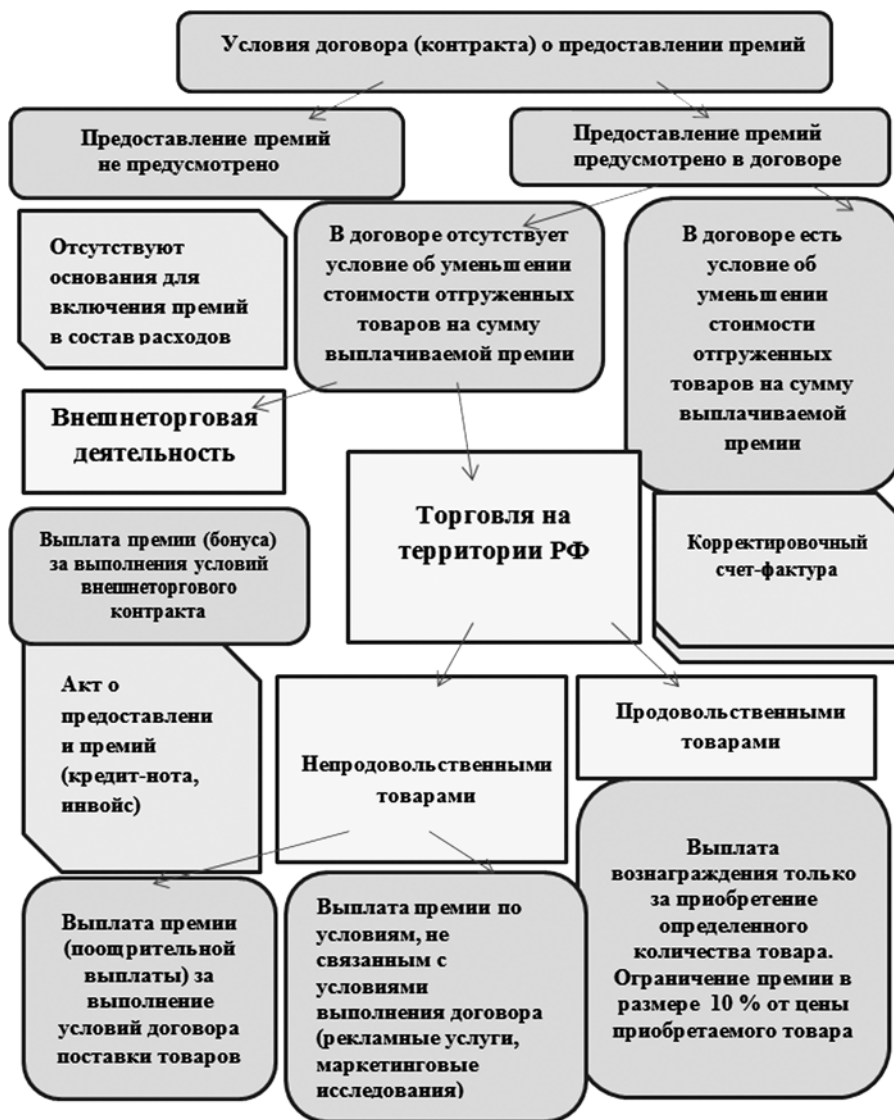 Условия договора (контракта) о предоставлении премий
Предоставление премий
не предусмотрено
Предоставление премий
предусмотрено в договоре
Отсутствуют
основания для
включения премий
в состав расходов
В договоре отсутствует
условие об уменьшении
стоимости отгруженных
товаров на сумму
выплачиваемой премии
В договоре есть
условие об
уменьшении
стоимости
отгруженных
товаров на сумму
выплачиваемой
премии
Внешнеторговая
деятельность
Торговля на
территории РФ
Корректировочный
счет-фактура
Выплата премии (бонуса)
за выполнения условий
внешнеторгового
контракта
Акт о
предоставлени
и премий
(кредит-нота,
инвойс)
Непродовольственными
товарами
Продовольственными
товарами
Выплата премии
(поощрительной
выплаты) за
выполнение
условий договора
поставки товаров
Выплата премии по
условиям, не
связанным с
условиями
выполнения договора
(рекламные услуги,
маркетинговые
исследования)
Выплата
вознаграждения только
за приобретение
определенного
количества товара.
Ограничение премии в
размере 10 % от цены
приобретаемого товара